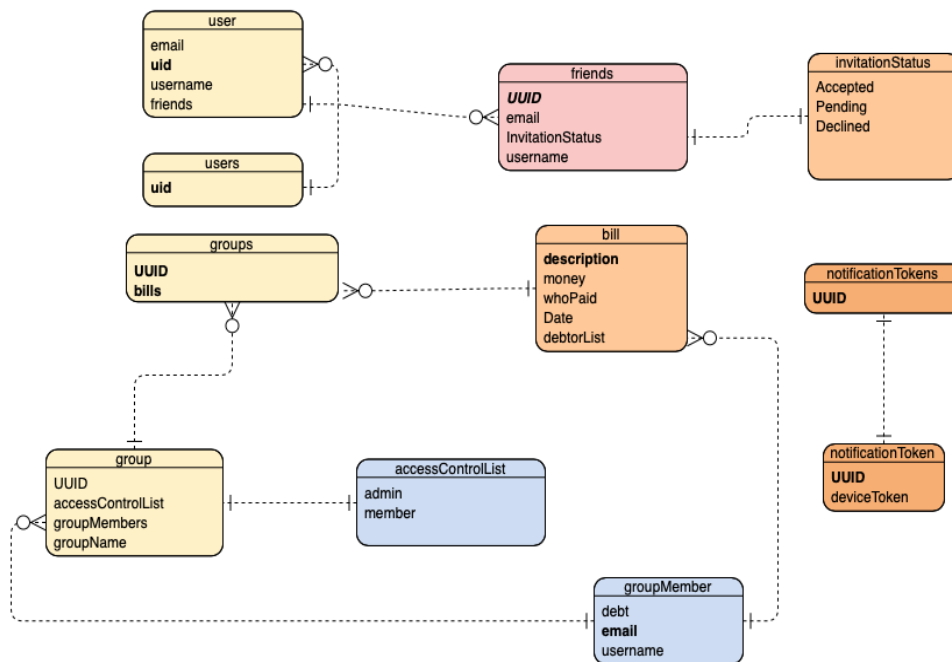 user
email
uid
username
friends
users
uid
friends
UUID
email
InvitationStatus
username
invitationStatus
Accepted
Pending
Declined
groups
UUID
bills
bill
description
money
whoPaid
Date
debtorList
notificationTokens
UUID
group
UUID
accessControlList
groupMembers
groupName
accessControlList
admin
member
notificationToken
UUID
deviceToken
groupMember
debt
email
username